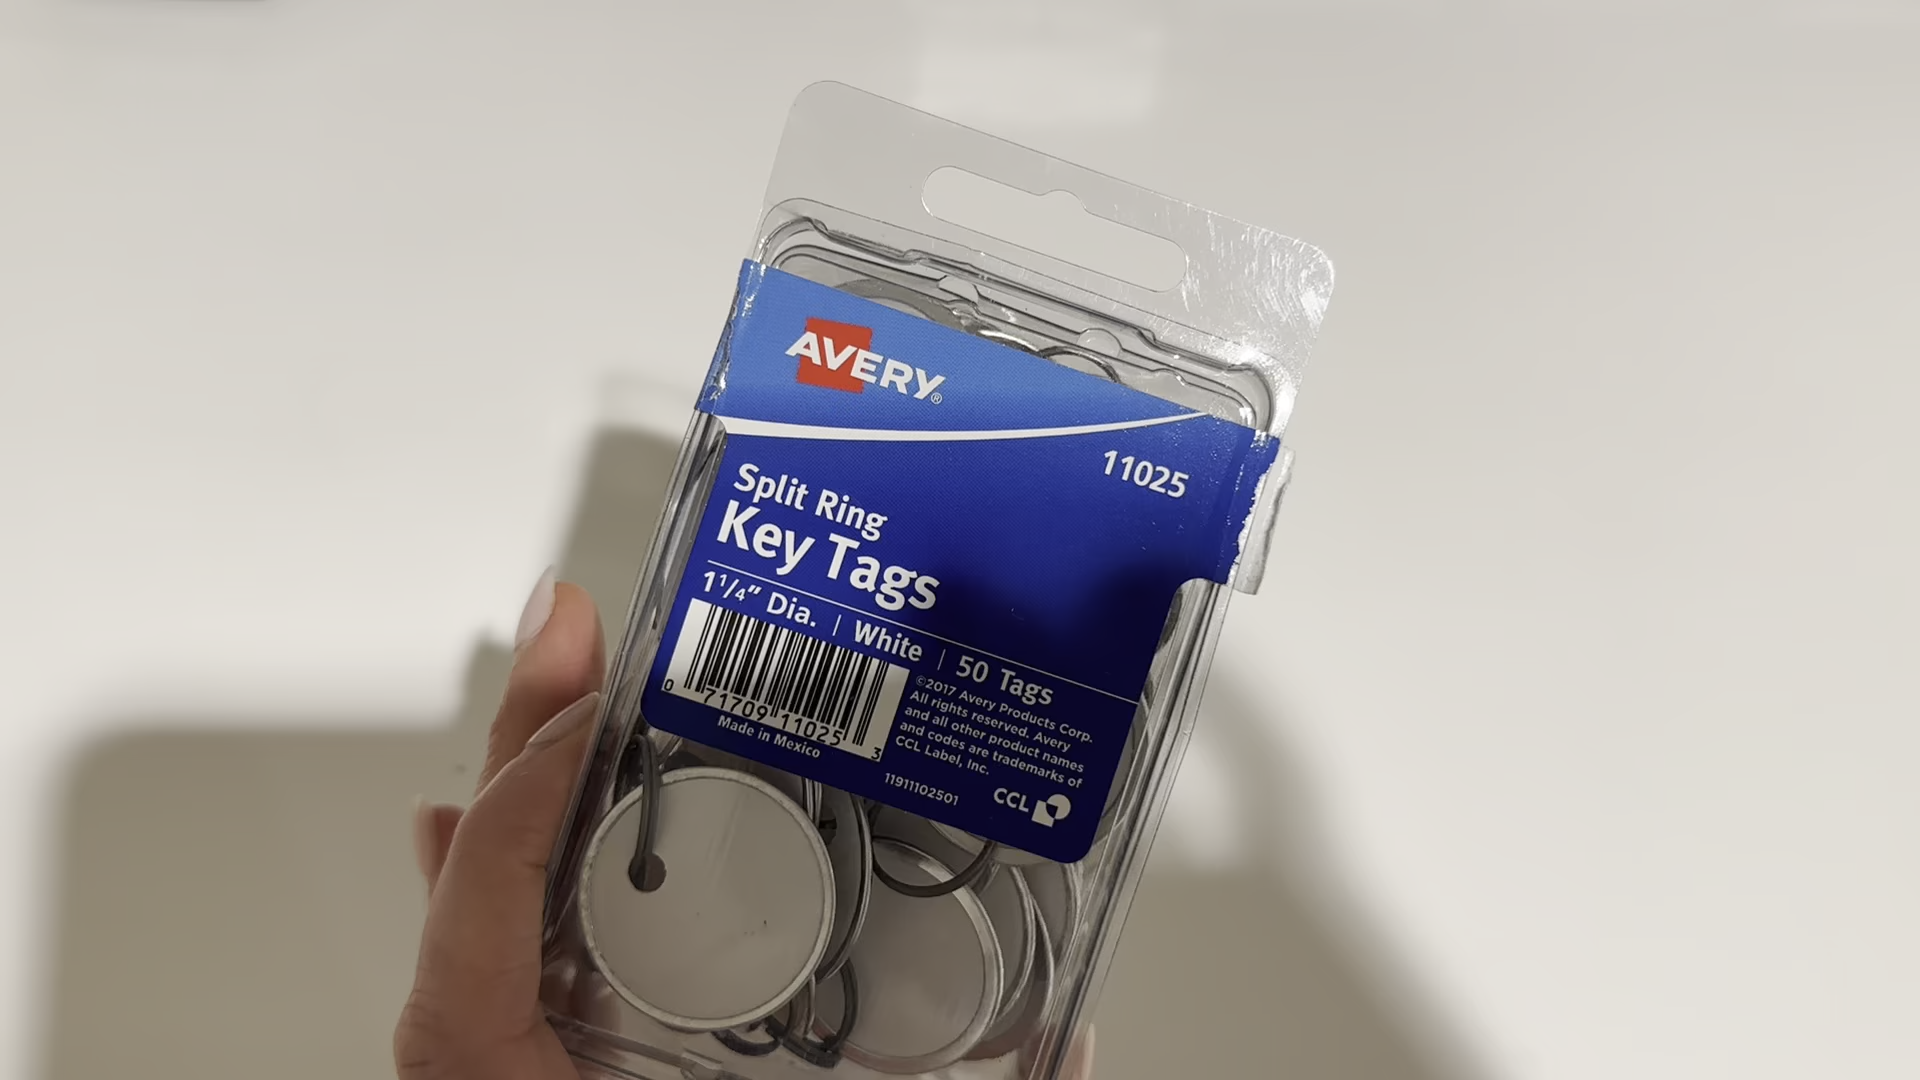 AVERY®
11025
Split Ring
Key Tags
1 1/4" Dia. | White | 50 Tags
0 71709 11025 3
Made in Mexico
©2017 Avery Products Corp.
All rights reserved. Avery
and all other product names
and codes are trademarks of
CCL Label, Inc.
11911102501
CCL